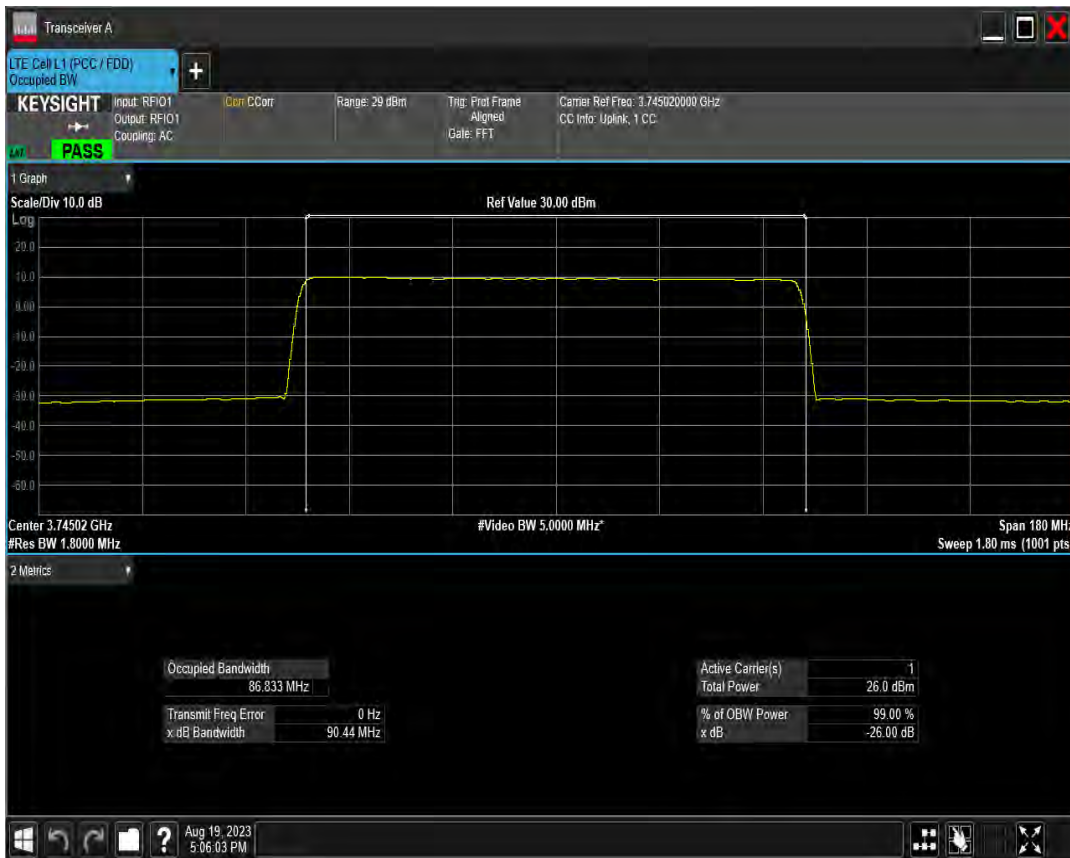 Transceiver A
LTE Cell L1 (PCC / FDD)
Occupied BW
+
KEYSIGHT
Input: RFIO1
Output: RFIO1
Coupling: AC
Corr CCorr
Range: 29 dBm
Trig: Prot Frame
Aligned
Gate: FFT
Carrier Ref Freq: 3.745020000 GHz
CC Info: Uplink, 1 CC
PASS
1 Graph
Scale/Div 10.0 dB
Ref Value 30.00 dBm
Log
20.0
10.0
0.00
-10.0
-20.0
-30.0
-40.0
-50.0
-60.0
Center 3.74502 GHz
#Video BW 5.0000 MHz*
Span 180 MHz
#Res BW 1.8000 MHz
Sweep 1.80 ms (1001 pts
2 Metrics
Occupied Bandwidth
86.833 MHz
Transmit Freq Error 0 Hz
x dB Bandwidth 90.44 MHz
Active Carrier(s) 1
Total Power 26.0 dBm
% of OBW Power 99.00 %
x dB -26.00 dB
?
Aug 19, 2023
5:06:03 PM